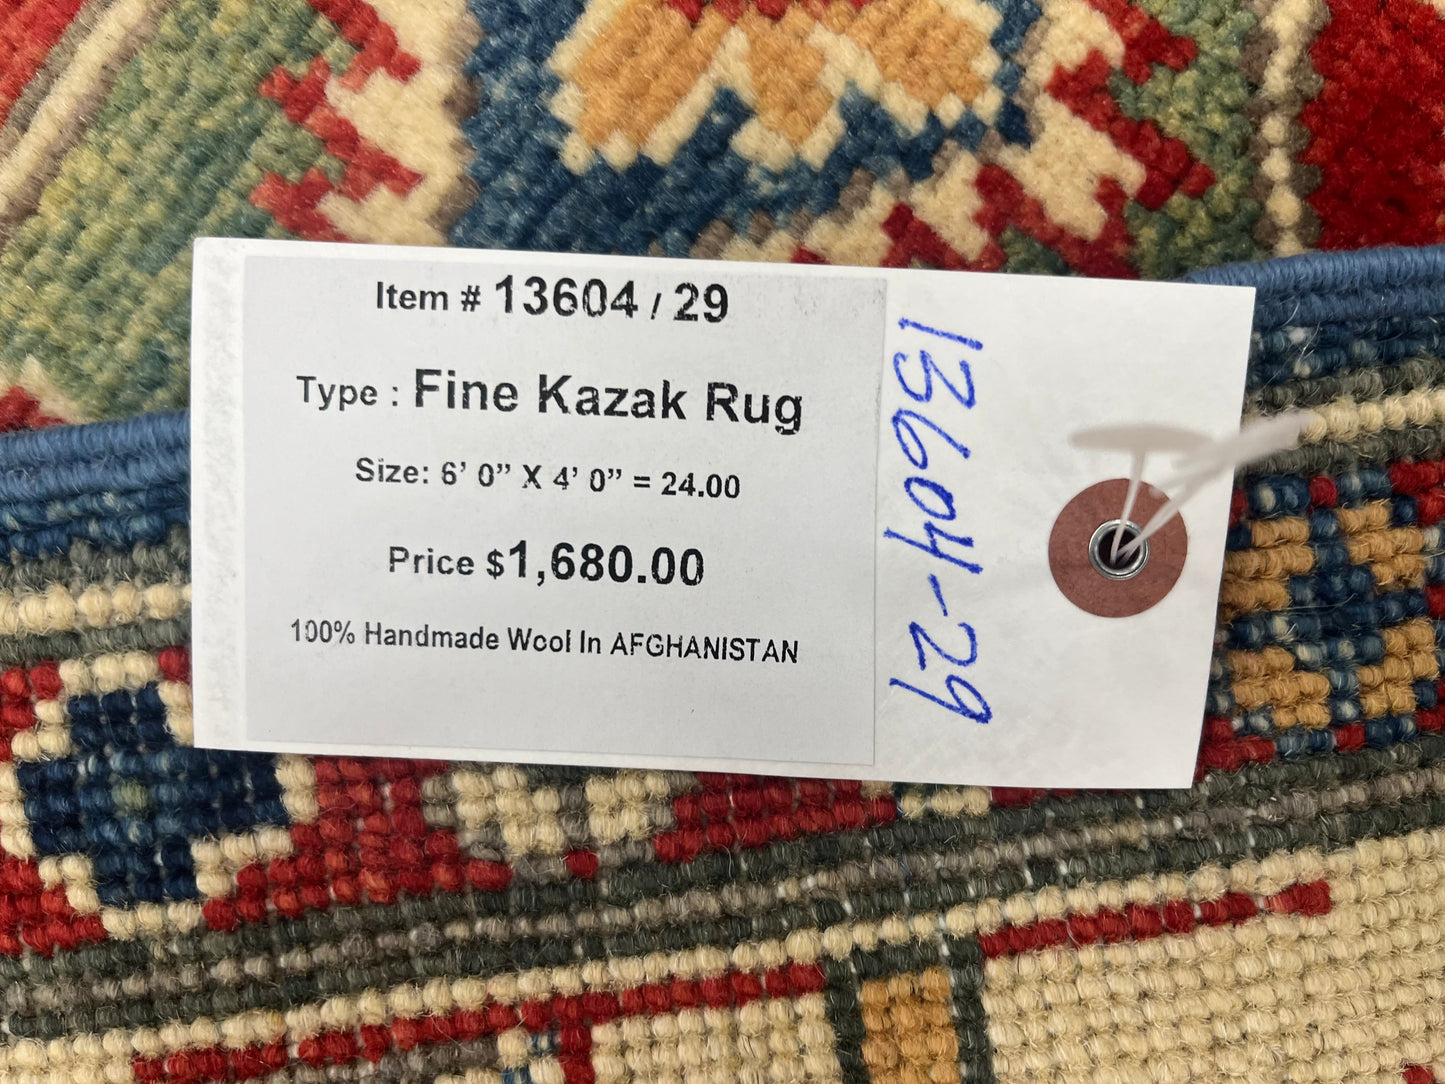 Item # 13604 / 29
Type : Fine Kazak Rug
Size: 6’ 0” X 4’ 0” = 24.00
Price $1,680.00
100% Handmade Wool In AFGHANISTAN
13604-29